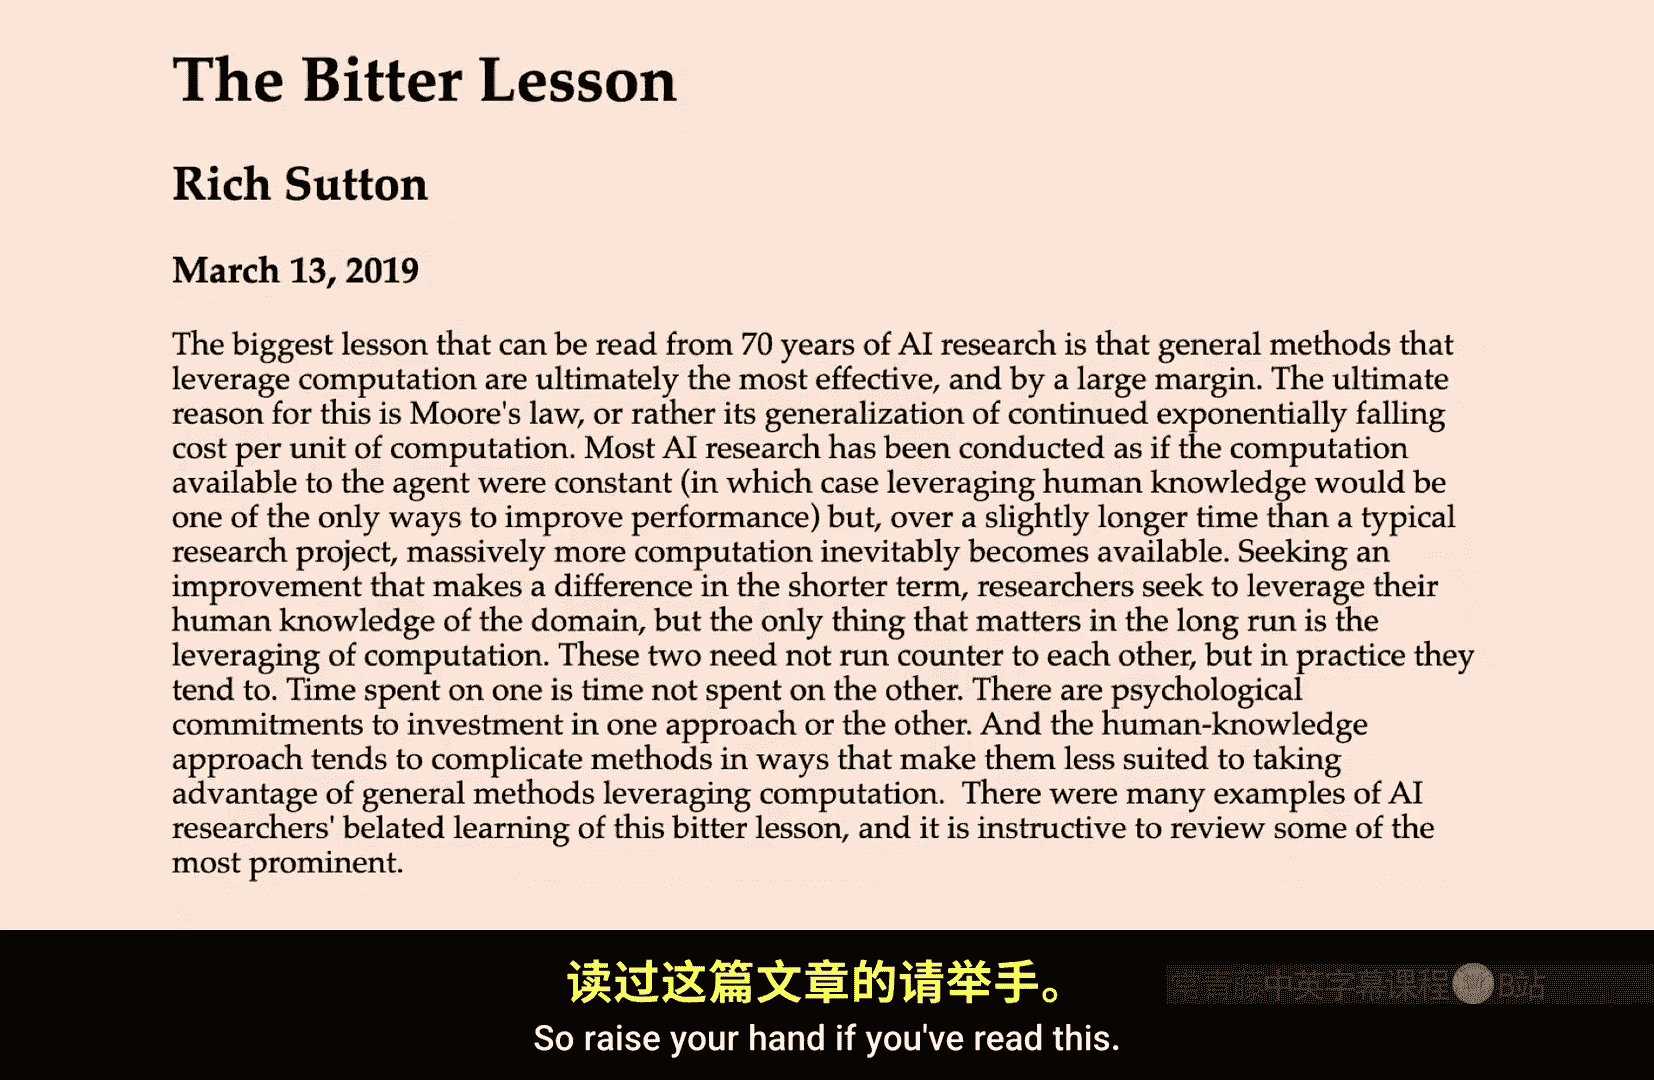 The Bitter Lesson
Rich Sutton
March 13, 2019
The biggest lesson that can be read from 70 years of AI research is that general methods that
leverage computation are ultimately the most effective, and by a large margin. The ultimate
reason for this is Moore's law, or rather its generalization of continued exponentially falling
cost per unit of computation. Most AI research has been conducted as if the computation
available to the agent were constant (in which case leveraging human knowledge would be
one of the only ways to improve performance) but, over a slightly longer time than a typical
research project, massively more computation inevitably becomes available. Seeking an
improvement that makes a difference in the shorter term, researchers seek to leverage their
human knowledge of the domain, but the only thing that matters in the long run is the
leveraging of computation. These two need not run counter to each other, but in practice they
tend to. Time spent on one is time not spent on the other. There are psychological
commitments to investment in one approach or the other. And the human-knowledge
approach tends to complicate methods in ways that make them less suited to taking
advantage of general methods leveraging computation.  There were many examples of AI
researchers' belated learning of this bitter lesson, and it is instructive to review some of the
most prominent.
读过这篇文章的请举手。
常青藤中英字幕课程 B站
So raise your hand if you've read this.